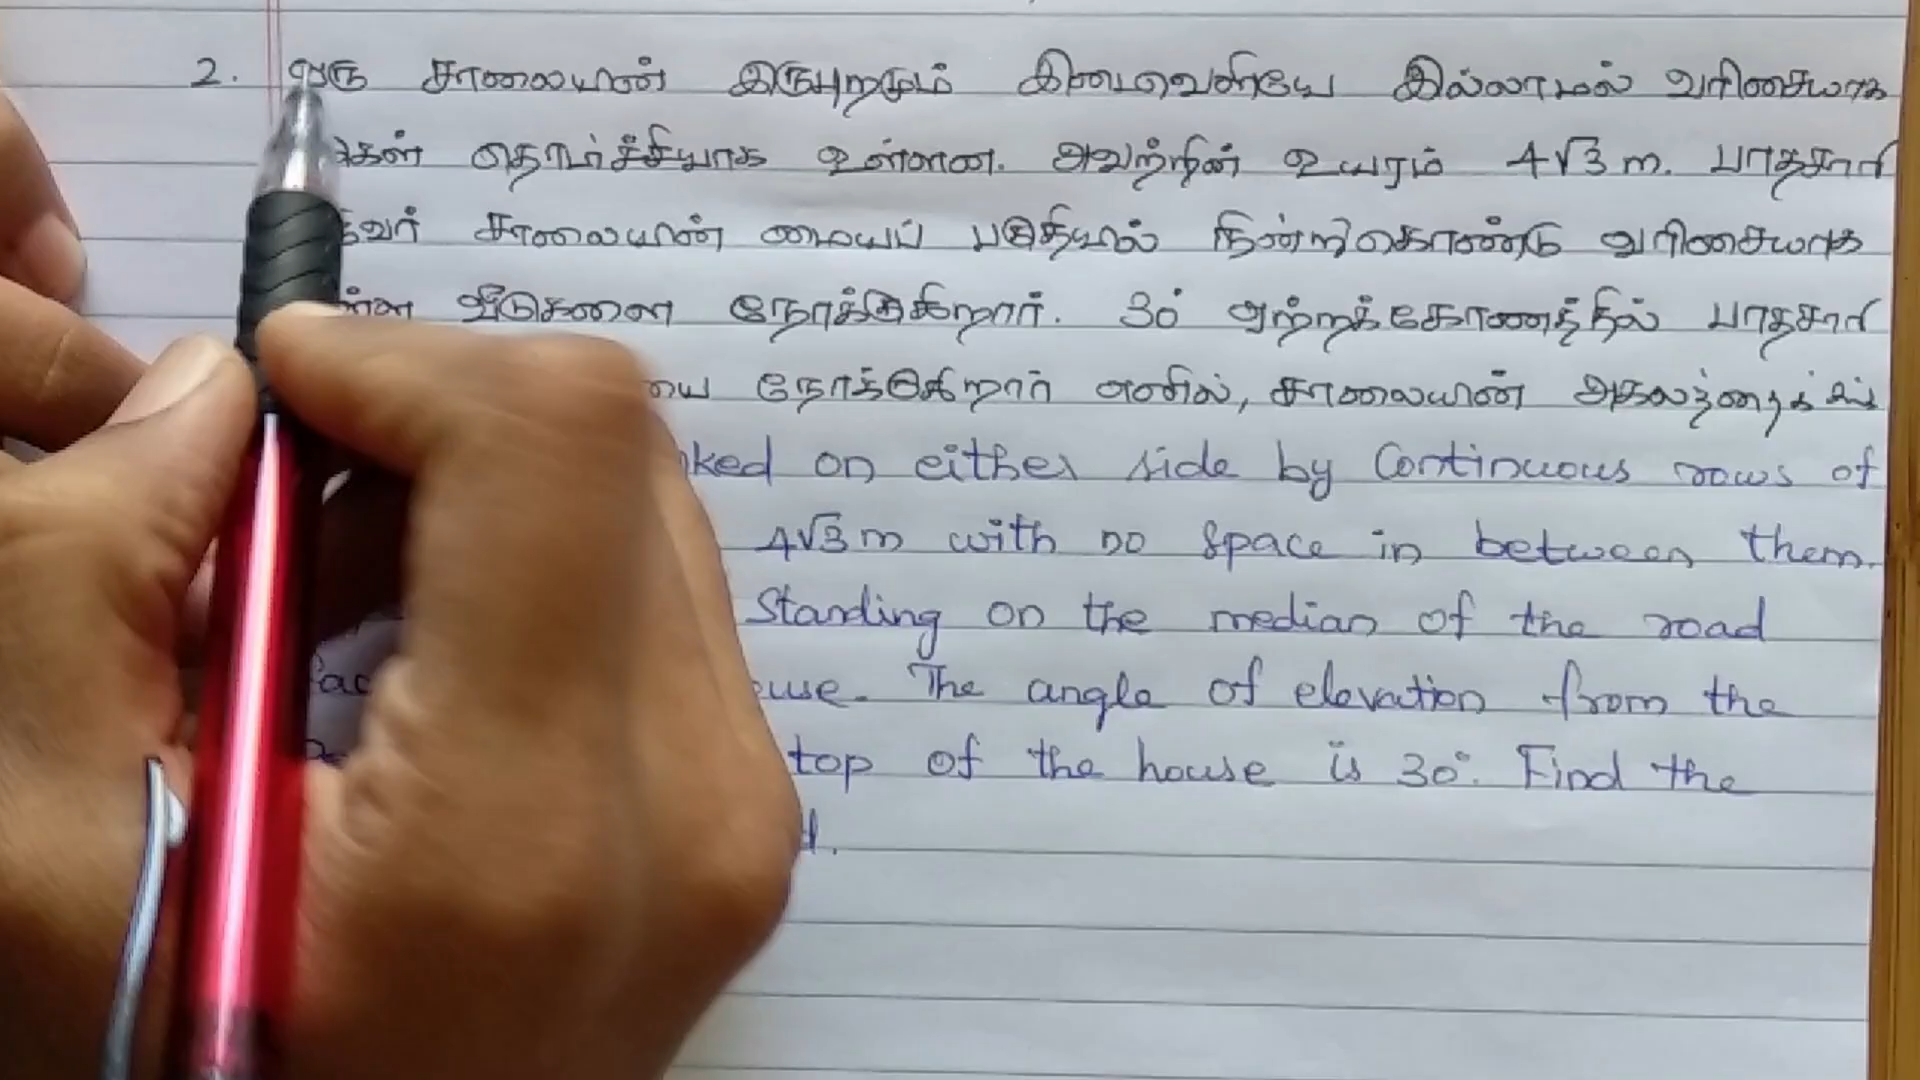 2. ஒரு சாலையின் இருபுறமும் இடைவெளியே இல்லாமல் வரிசையாக
கள் தொடர்ச்சியாக உள்ளன. அவற்றின் உயரம் 4√3 m. பாதசாரி
வர் சாலையின் மையப் பகுதியில் நின்றுகொண்டு வரிசையாக
ள்ள வீடுகளை நோக்குகிறார். 30° ஏற்றக்கோணத்தில் பாதசாரி
யை நோக்குகிறார் எனில், சாலையின் அகலத்தைக்
ked on either side by Continuous rows of
4√3 m with no Space in between them.
Standing on the median of the road
fac use. The angle of elevation from the
top of the house is 30°. Find the
d.